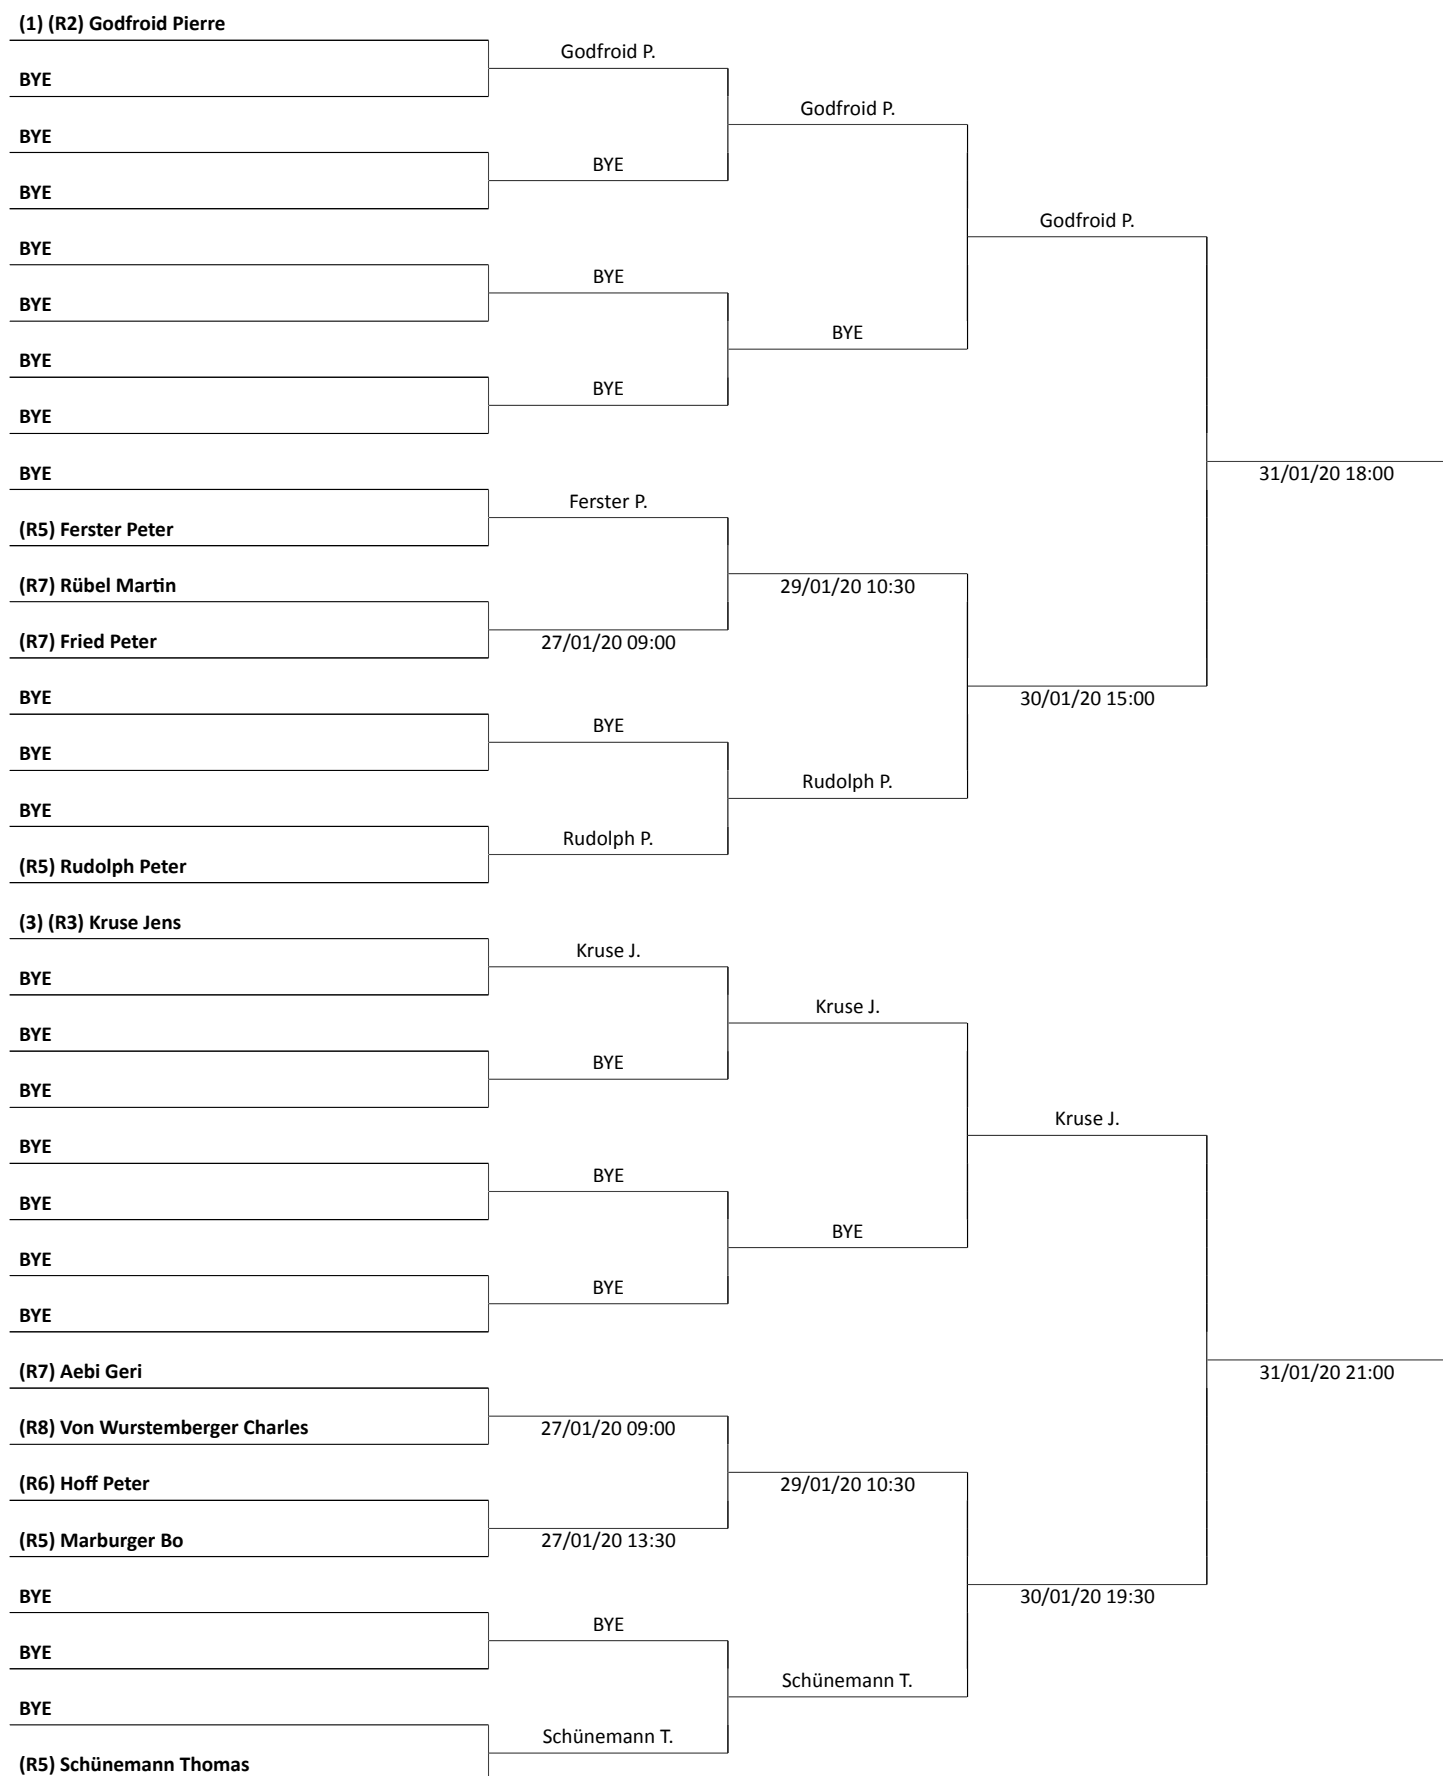 (1) (R2) Godfroid Pierre
Godfroid P.
BYE
Godfroid P.
BYE
BYE
BYE
Godfroid P.
BYE
BYE
BYE
BYE
BYE
BYE
BYE
BYE
31/01/20 18:00
Ferster P.
(R5) Ferster Peter
(R7) Rübel Martin
29/01/20 10:30
(R7) Fried Peter
27/01/20 09:00
BYE
30/01/20 15:00
BYE
BYE
Rudolph P.
BYE
Rudolph P.
(R5) Rudolph Peter
(3) (R3) Kruse Jens
Kruse J.
BYE
Kruse J.
BYE
BYE
BYE
Kruse J.
BYE
BYE
BYE
BYE
BYE
BYE
BYE
(R7) Aebi Geri
31/01/20 21:00
(R8) Von Wurstemberger Charles
27/01/20 09:00
(R6) Hoff Peter
29/01/20 10:30
(R5) Marburger Bo
27/01/20 13:30
BYE
30/01/20 19:30
BYE
BYE
Schünemann T.
BYE
Schünemann T.
(R5) Schünemann Thomas